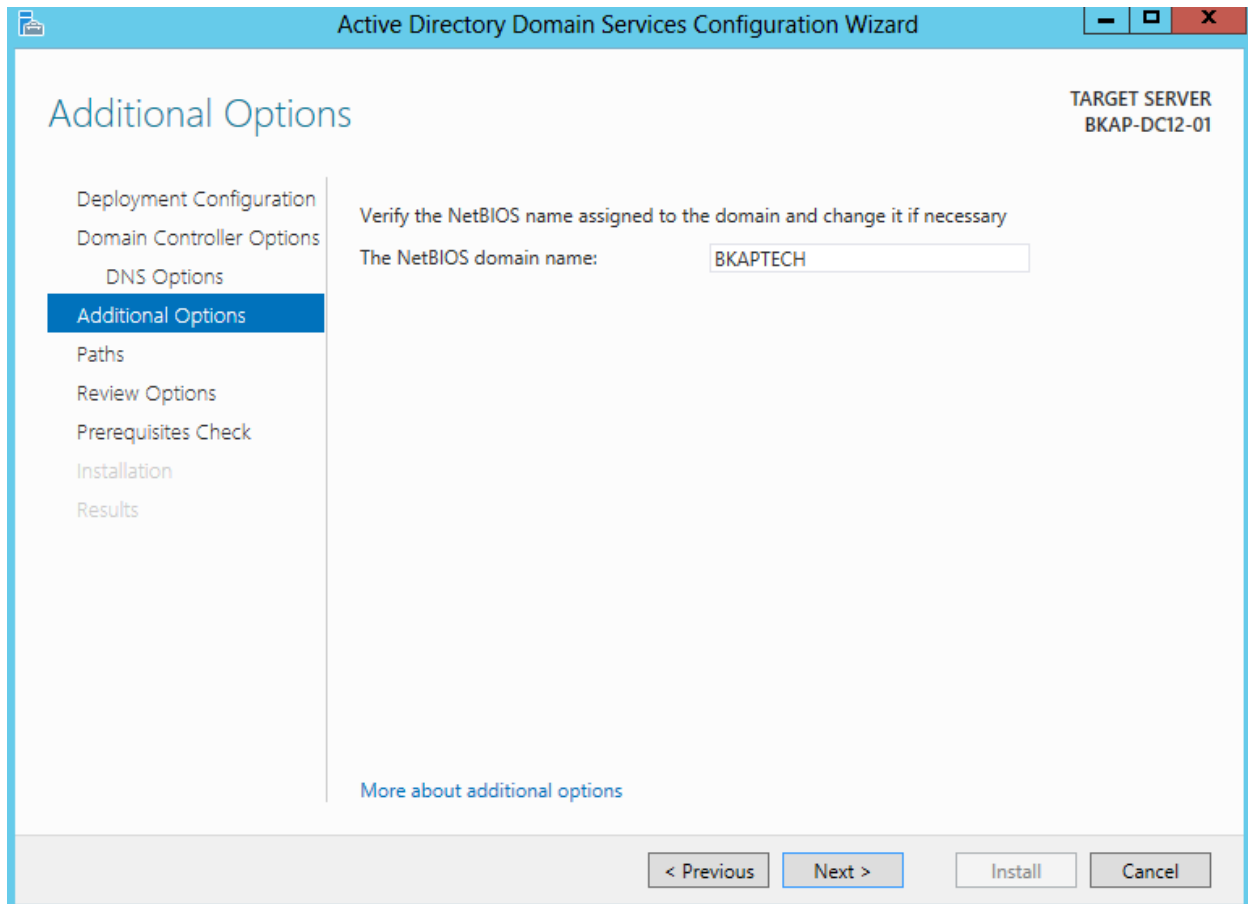 Active Directory Domain Services Configuration Wizard
Additional Options
TARGET SERVER
BKAP-DC12-01
Deployment Configuration
Domain Controller Options
DNS Options
Additional Options
Paths
Review Options
Prerequisites Check
Installation
Results
Verify the NetBIOS name assigned to the domain and change it if necessary
The NetBIOS domain name: BKAPTECH
More about additional options
< Previous Next > Install Cancel